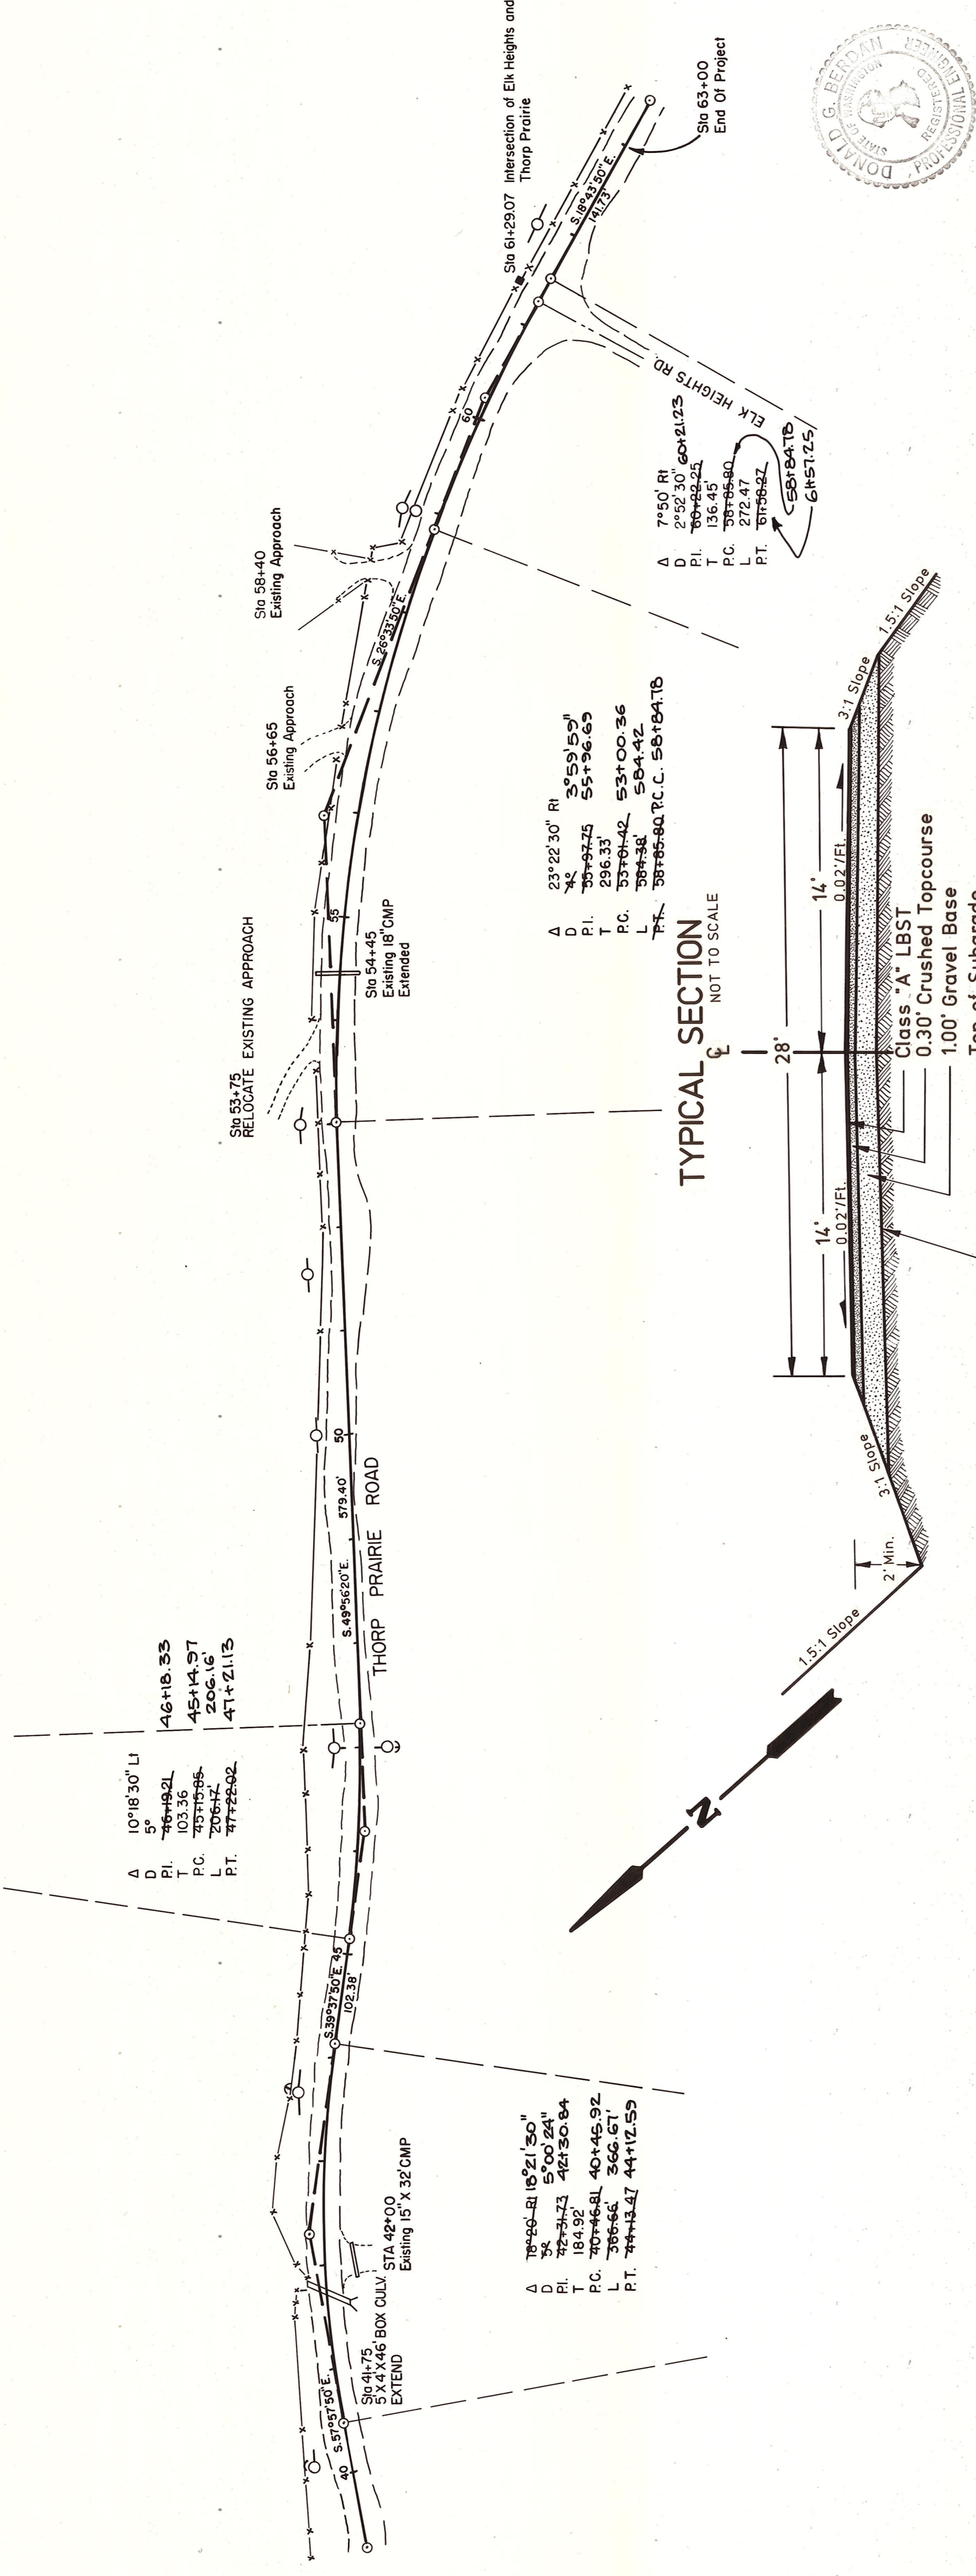 Sta 61+29.07 Intersection of Elk Heights and
Thorp Prairie
Sta 63+00
End Of Project
DONALD G. BERDAN
STATE OF WASHINGTON
REGISTERED
PROFESSIONAL ENGINEER
S.18°43'50"E.
141.73'
ELK HEIGHTS RD.
60
Δ 7°50' Rt
D 2°52'30"
P.I. 60+22.25 60+21.23
T 136.45'
P.C. 58+85.80
L 272.47
P.T. 61+58.27
58+84.78
61+57.25
Sta 58+40
Existing Approach
S.26°33'50"E.
Sta 56+65
Existing Approach
Δ 23°22'30" Rt
D 4° 3°59'59"
P.I. 55+97.75 55+96.69
T 296.33'
P.C. 53+01.42 53+00.36
L 584.38' 584.42
P.T. 58+85.80 P.C.C. 58+84.78
55
Sta 54+45
Existing 18"CMP
Extended
Sta 53+75
RELOCATE EXISTING APPROACH
50
579.40'
S.49°56'20"E.
THORP PRAIRIE ROAD
Δ 10°18'30" Lt
D 5°
P.I. 46+19.21 46+18.33
T 103.36
P.C. 45+15.85 45+14.97
L 206.17' 206.16'
P.T. 47+22.02 47+21.13
S.39°37'50"E. 45
102.38'
Δ 18°20' Rt 18°21'30"
D 5° 5°00'24"
P.I. 42+31.73 42+30.84
T 184.92'
P.C. 40+46.81 40+45.92
L 366.66' 366.67'
P.T. 44+13.47 44+12.59
STA 42+00
Existing 15" X 32'CMP
Sta 41+75
5'X4'X46' BOX CULV.
EXTEND
S.57°57'50"E.
40
N
TYPICAL SECTION
NOT TO SCALE
℄
28'
14' 14'
0.02'/Ft. 0.02'/Ft.
3:1 Slope
1.5:1 Slope
3:1 Slope
2' Min.
1.5:1 Slope
Class "A" LBST
0.30' Crushed Topcourse
1.00' Gravel Base
Top of Subgrade